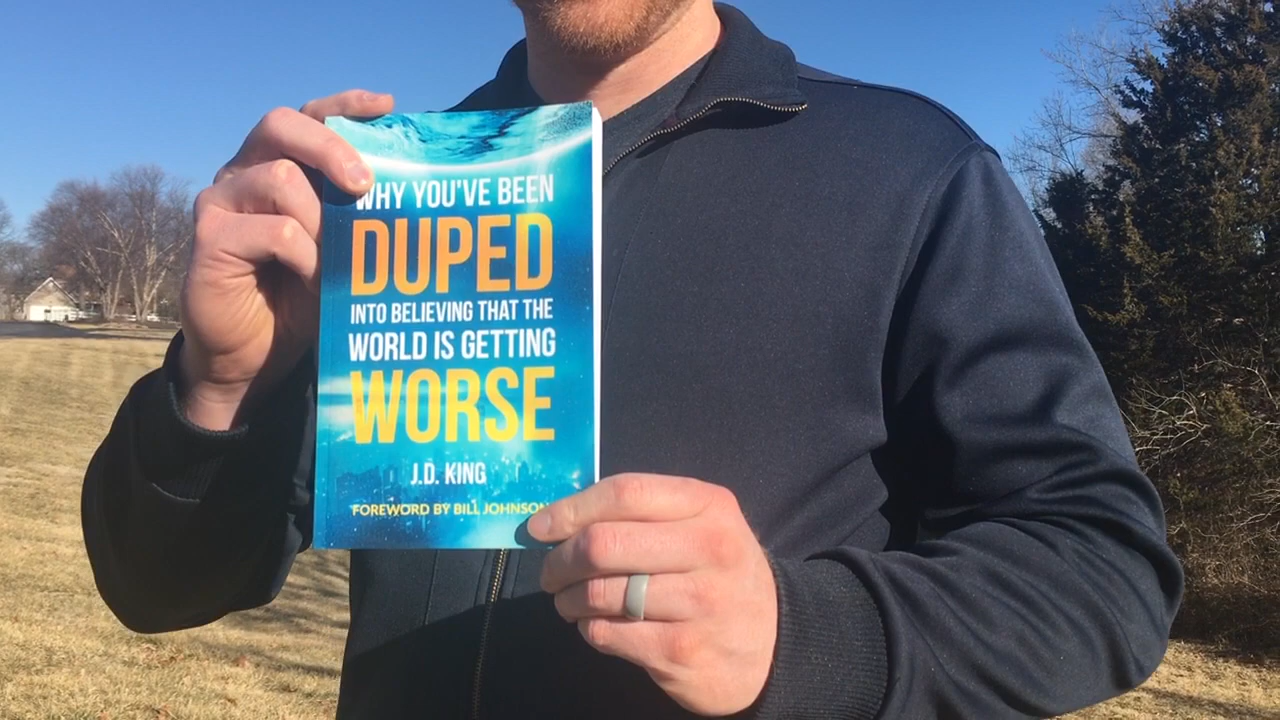 WHY YOU'VE BEEN
DUPED
INTO BELIEVING THAT THE
WORLD IS GETTING
WORSE
J.D. KING
FOREWORD BY BILL JOHNSON